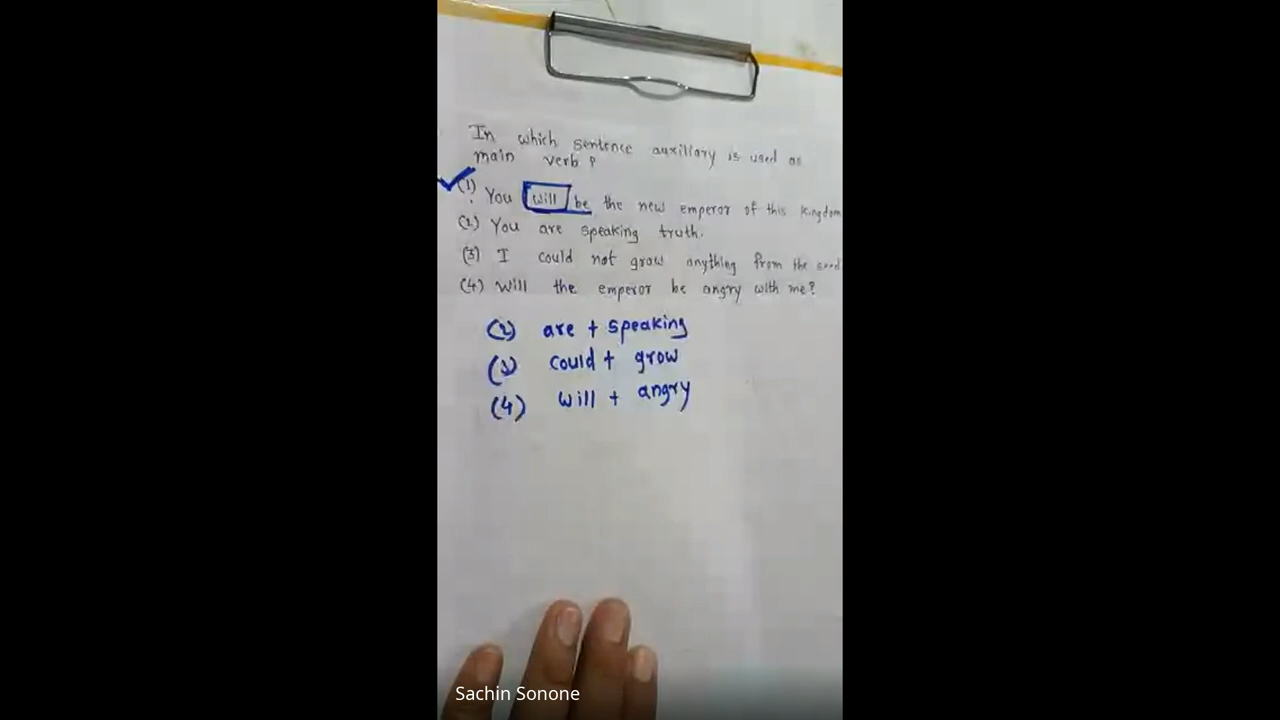 In which sentence auxiliary is used as
main verb ?
(1) You will be the new emperor of this kingdom
(2) You are speaking truth.
(3) I could not grow anything from the seed
(4) Will the emperor be angry with me?
(2) are + speaking
(3) could + grow
(4) will + angry
Sachin Sonone